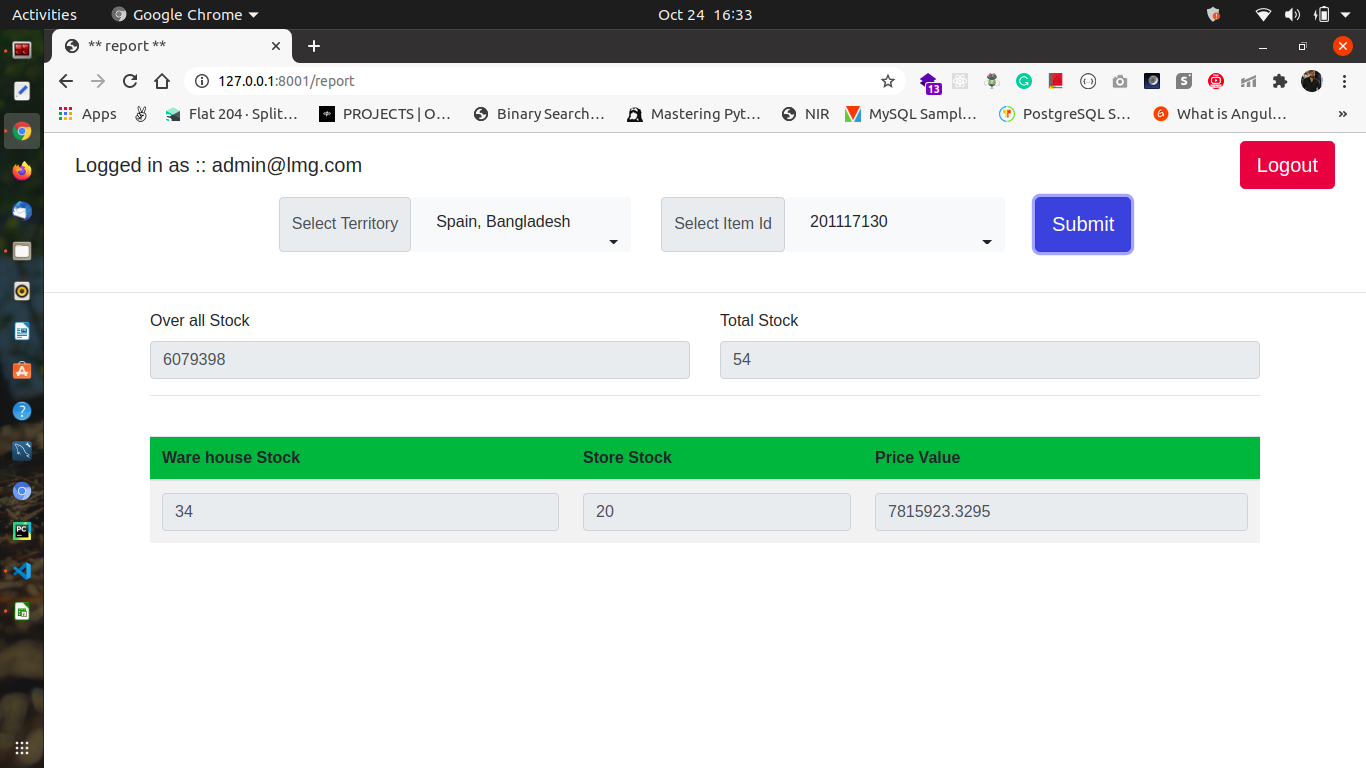 Activities Google Chrome Oct 24 16:33
** report **
127.0.0.1:8001/report 13
Apps Flat 204 · Split… PROJECTS | O… Binary Search… Mastering Pyt… NIR MySQL Sampl… PostgreSQL S… What is Angul… »
Logged in as :: admin@lmg.com Logout
Select Territory Spain, Bangladesh Select Item Id 201117130 Submit
Over all Stock Total Stock
6079398 54
Ware house Stock Store Stock Price Value
34 20 7815923.3295